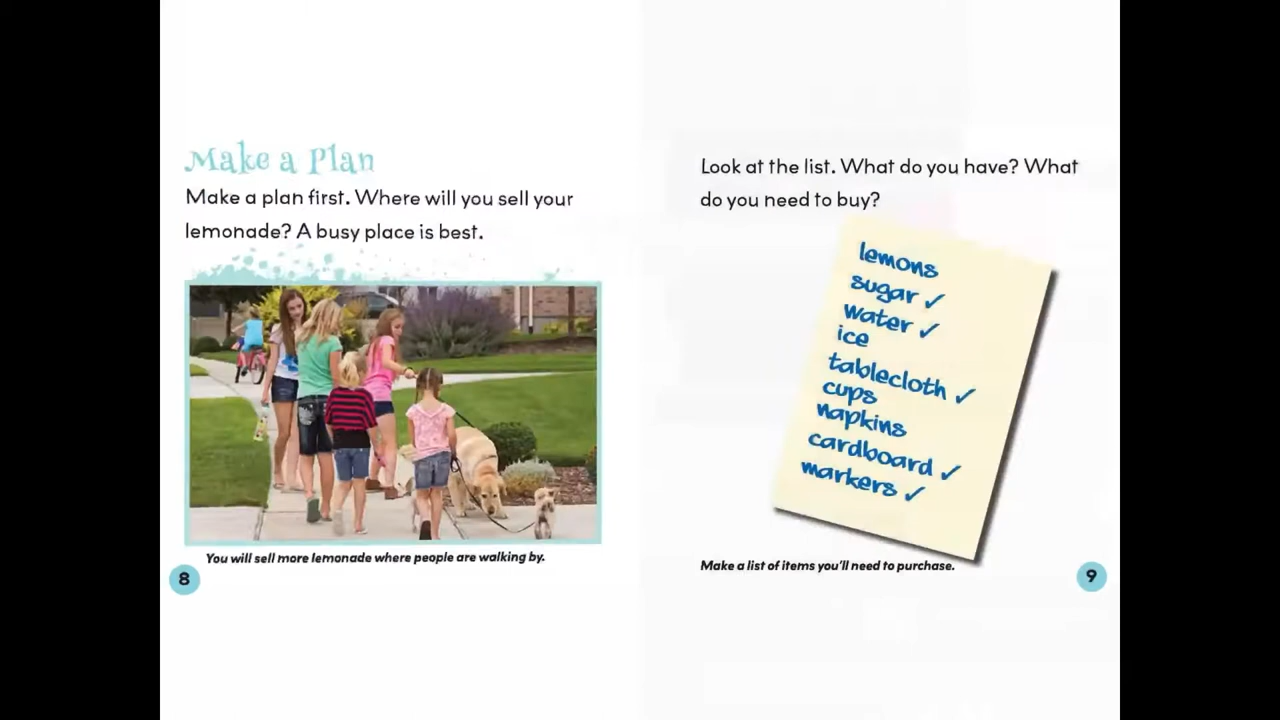 Make a Plan
Make a plan first. Where will you sell your
lemonade? A busy place is best.
You will sell more lemonade where people are walking by.
8
Look at the list. What do you have? What
do you need to buy?
lemons
sugar ✓
water ✓
ice
tablecloth ✓
cups
napkins
cardboard ✓
markers ✓
Make a list of items you'll need to purchase.
9